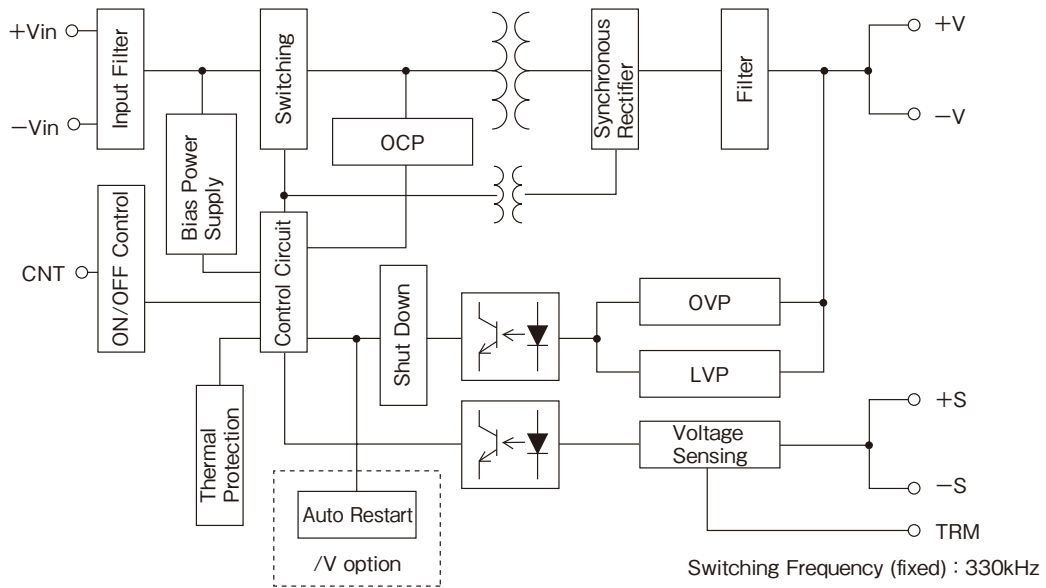 +Vin
−Vin
Input Filter
Switching
Synchronous
Rectifier
Filter
+V
−V
OCP
Bias Power
Supply
CNT
ON/OFF Control
Control Circuit
Shut Down
OVP
LVP
Thermal
Protection
Voltage
Sensing
+S
−S
TRM
Auto Restart
/V option
Switching Frequency (fixed) : 330kHz